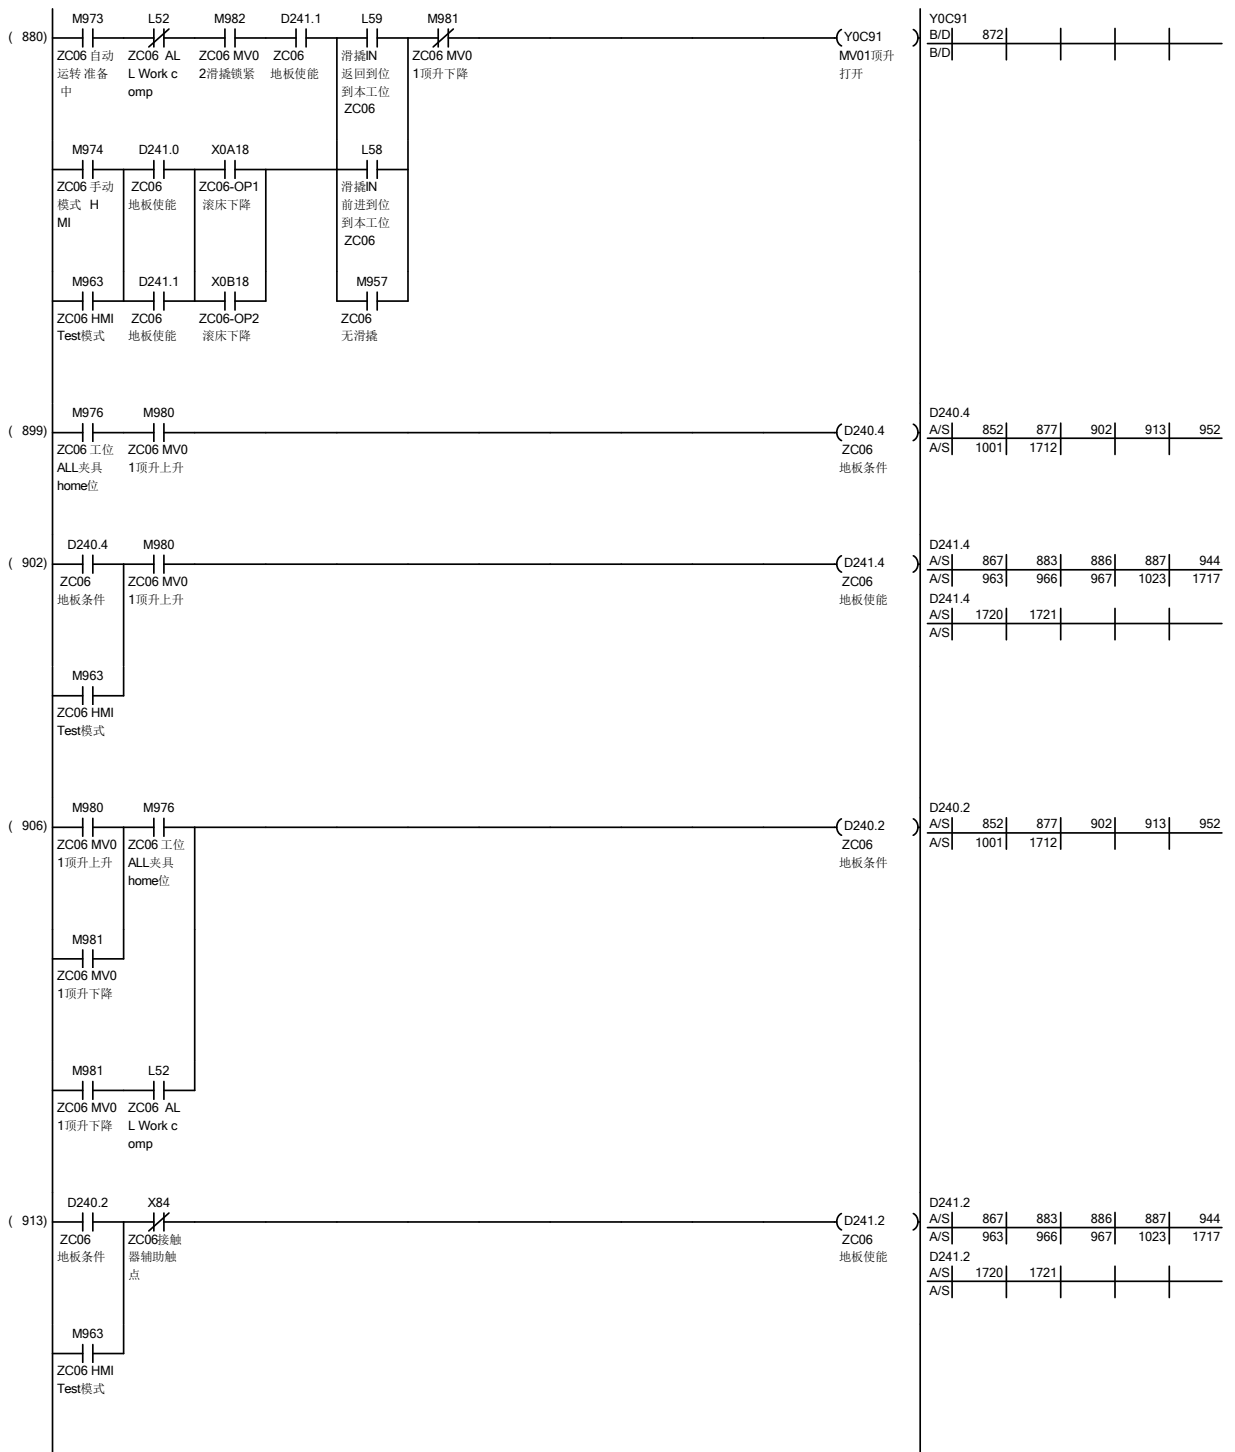 M973 L52 M982 D241.1 L59 M981 Y0C91
( 880) Y0C91 B/D 872
B/D
ZC06 自动 ZC06 AL ZC06 MV0 ZC06 滑撬IN ZC06 MV0 MV01顶升
运转 准备 L Work c 2滑撬锁紧 地板使能 返回到位 1顶升下降 打开
中 omp 到本工位
ZC06
M974 D241.0 X0A18 L58
ZC06 手动 ZC06 ZC06-OP1 滑撬IN
模式 H 地板使能 滚床下降 前进到位
MI 到本工位
ZC06
M963 D241.1 X0B18 M957
ZC06 HMI ZC06 ZC06-OP2 ZC06
Test模式 地板使能 滚床下降 无滑撬
M976 M980 D240.4
( 899) D240.4 A/S 852 877 902 913 952
ZC06 工位 ZC06 MV0 ZC06 A/S 1001 1712
ALL夹具 1顶升上升 地板条件
home位
D240.4 M980 D241.4
( 902) D241.4 A/S 867 883 886 887 944
ZC06 ZC06 MV0 ZC06 A/S 963 966 967 1023 1717
地板条件 1顶升上升 地板使能 D241.4
A/S 1720 1721
A/S
M963
ZC06 HMI
Test模式
M980 M976 D240.2
( 906) D240.2 A/S 852 877 902 913 952
ZC06 MV0 ZC06 工位 ZC06 A/S 1001 1712
1顶升上升 ALL夹具 地板条件
home位
M981
ZC06 MV0
1顶升下降
M981 L52
ZC06 MV0 ZC06 AL
1顶升下降 L Work c
omp
D240.2 X84 D241.2
( 913) D241.2 A/S 867 883 886 887 944
ZC06 ZC06接触 ZC06 A/S 963 966 967 1023 1717
地板条件 器辅助触 地板使能 D241.2
点 A/S 1720 1721
A/S
M963
ZC06 HMI
Test模式